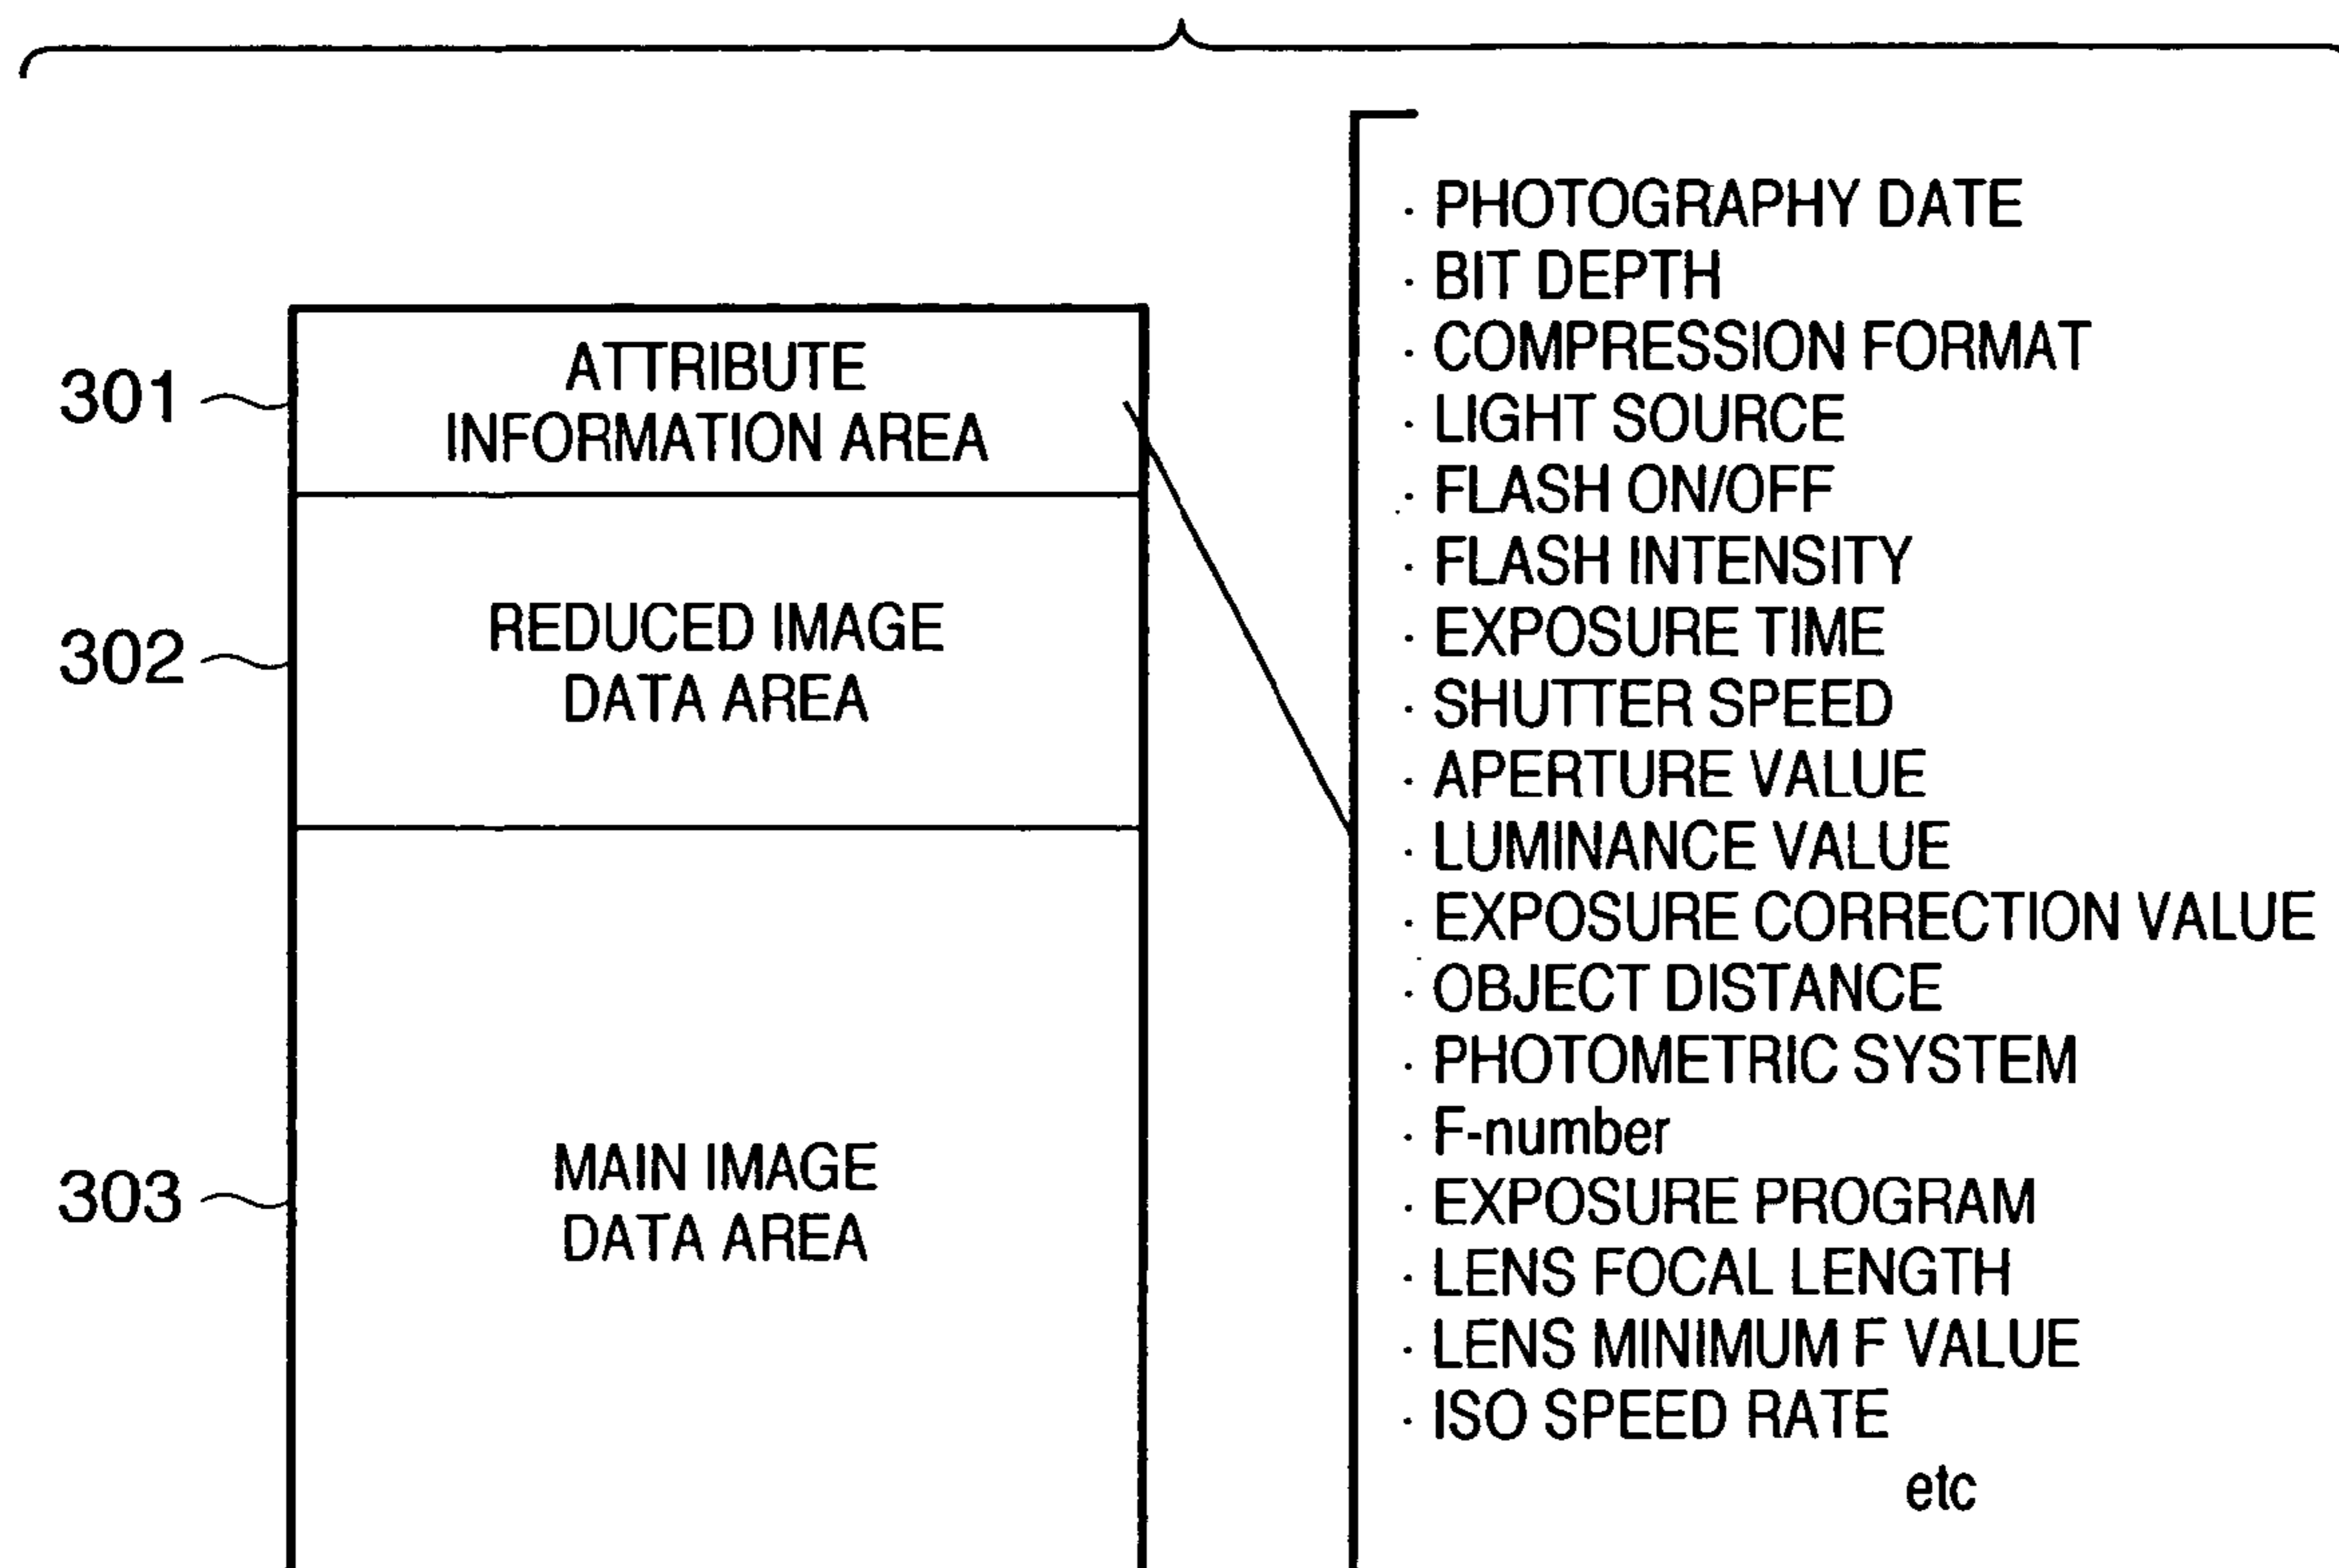 301
ATTRIBUTE
INFORMATION AREA
302
REDUCED IMAGE
DATA AREA
303
MAIN IMAGE
DATA AREA
· PHOTOGRAPHY DATE
· BIT DEPTH
· COMPRESSION FORMAT
· LIGHT SOURCE
· FLASH ON/OFF
· FLASH INTENSITY
· EXPOSURE TIME
· SHUTTER SPEED
· APERTURE VALUE
· LUMINANCE VALUE
· EXPOSURE CORRECTION VALUE
· OBJECT DISTANCE
· PHOTOMETRIC SYSTEM
· F-number
· EXPOSURE PROGRAM
· LENS FOCAL LENGTH
· LENS MINIMUM F VALUE
· ISO SPEED RATE
etc